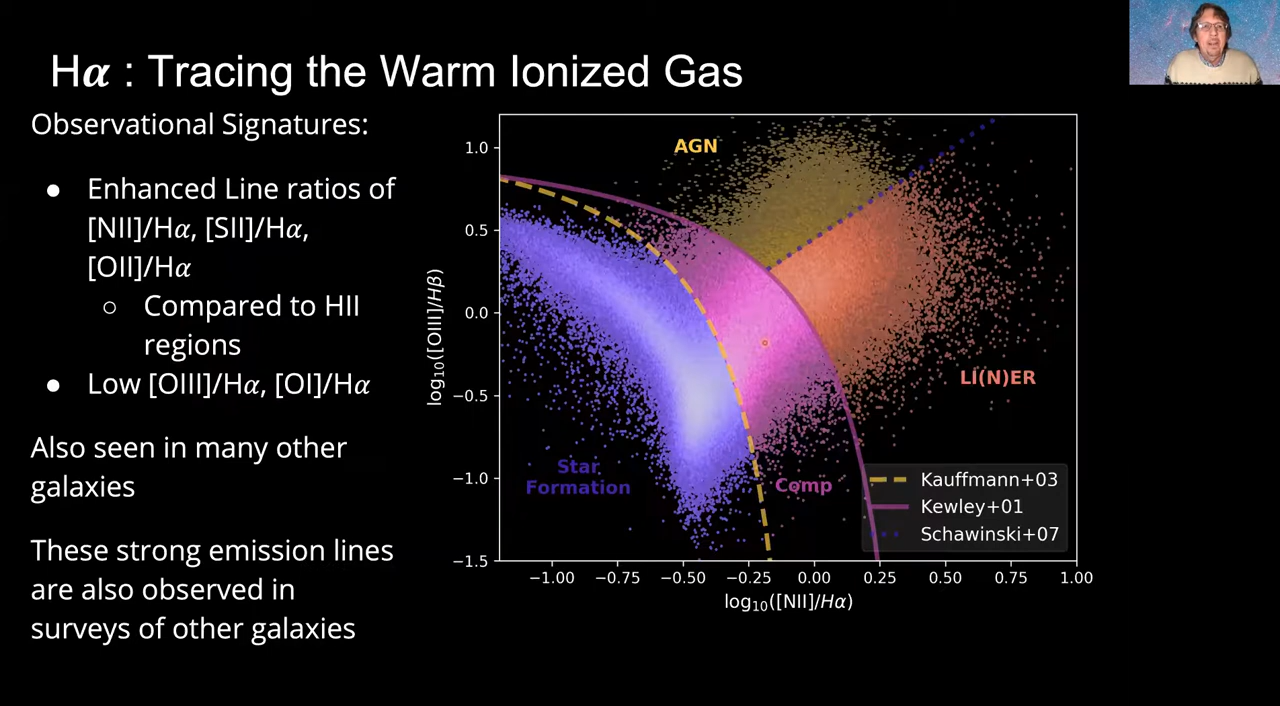 H𝜶 : Tracing the Warm Ionized Gas
Observational Signatures:
● Enhanced Line ratios of
[NII]/H𝛼, [SII]/H𝛼,
[OII]/H𝛼
○ Compared to HII
regions
● Low [OIII]/H𝛼, [OI]/H𝛼
Also seen in many other
galaxies
These strong emission lines
are also observed in
surveys of other galaxies
log₁₀([OIII]/Hβ)
1.0
0.5
0.0
−0.5
−1.0
−1.5
AGN
LI(N)ER
Star
Formation
Comp
Kauffmann+03
Kewley+01
Schawinski+07
−1.00 −0.75 −0.50 −0.25 0.00 0.25 0.50 0.75 1.00
log₁₀([NII]/Hα)